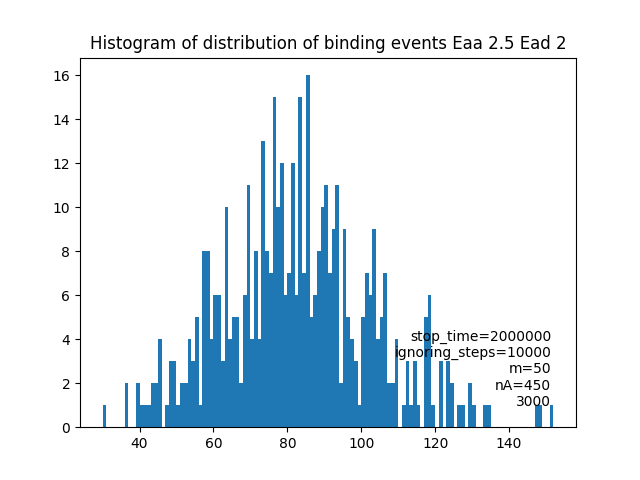 Histogram of distribution of binding events Eaa 2.5 Ead 2
16
14
12
10
8
6
4
2
0
stop_time=2000000
ignoring_steps=10000
m=50
nA=450
3000
40 60 80 100 120 140